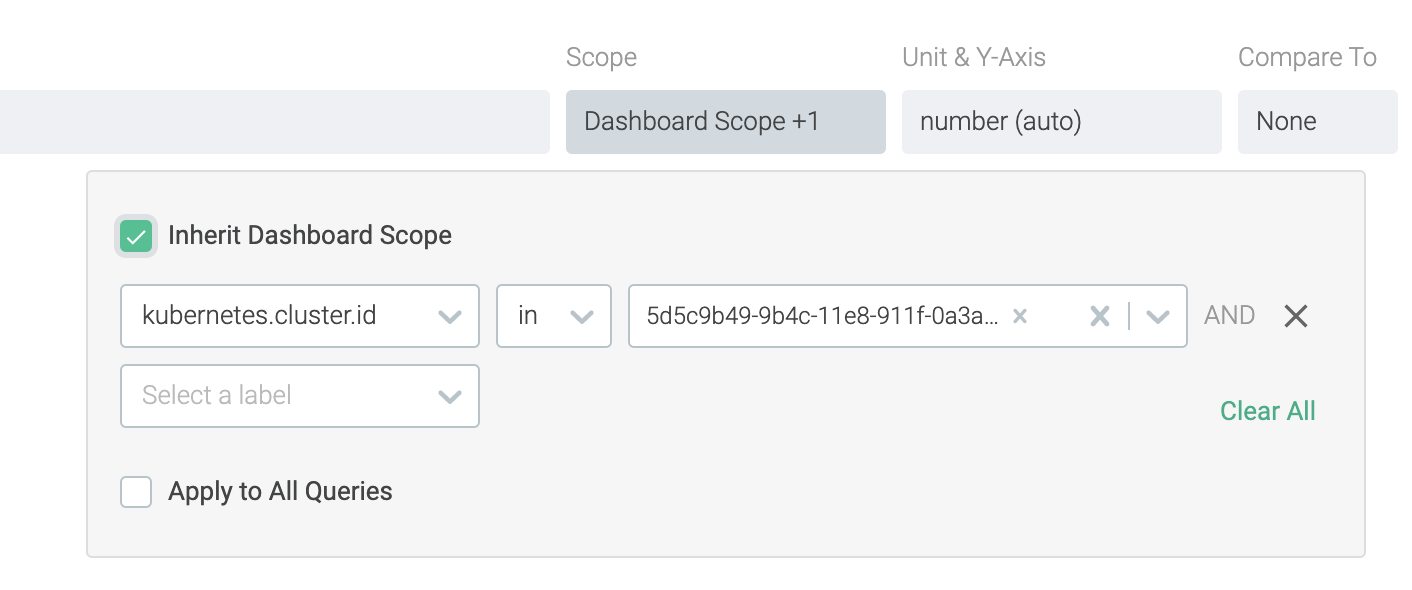 Scope Unit & Y-Axis Compare To
Dashboard Scope +1 number (auto) None
Inherit Dashboard Scope
kubernetes.cluster.id in 5d5c9b49-9b4c-11e8-911f-0a3a... AND
Select a label
Clear All
Apply to All Queries